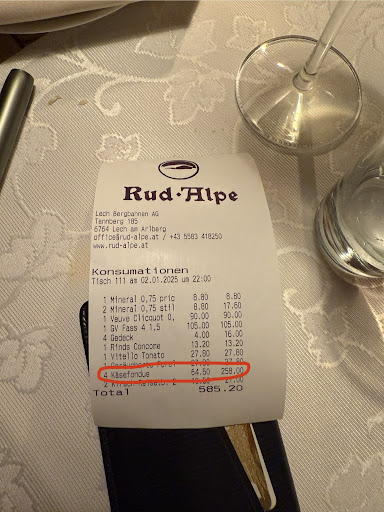 Rud·Alpe
Lech Bergbahnen AG
Tannberg 185
6764 Lech am Arlberg
office@rud-alpe.at / +43 5583 418250
www.rud-alpe.at
Konsumationen
Tisch 111 am 02.01.2025 um 22:00
1 Mineral 0,75 pric 8.80 8.80
2 Mineral 0,75 stil 8.80 17.60
1 Veuve Clicquot 0, 90.00 90.00
1 GV Fass 4 1,5 105.00 105.00
4 Gedeck 4.00 16.00
1 Rinds Consome 13.20 13.20
1 Vitello Tonato 27.80 27.80
4 Käsefondue 64.50 258.00
2 27.00
Total 585.20